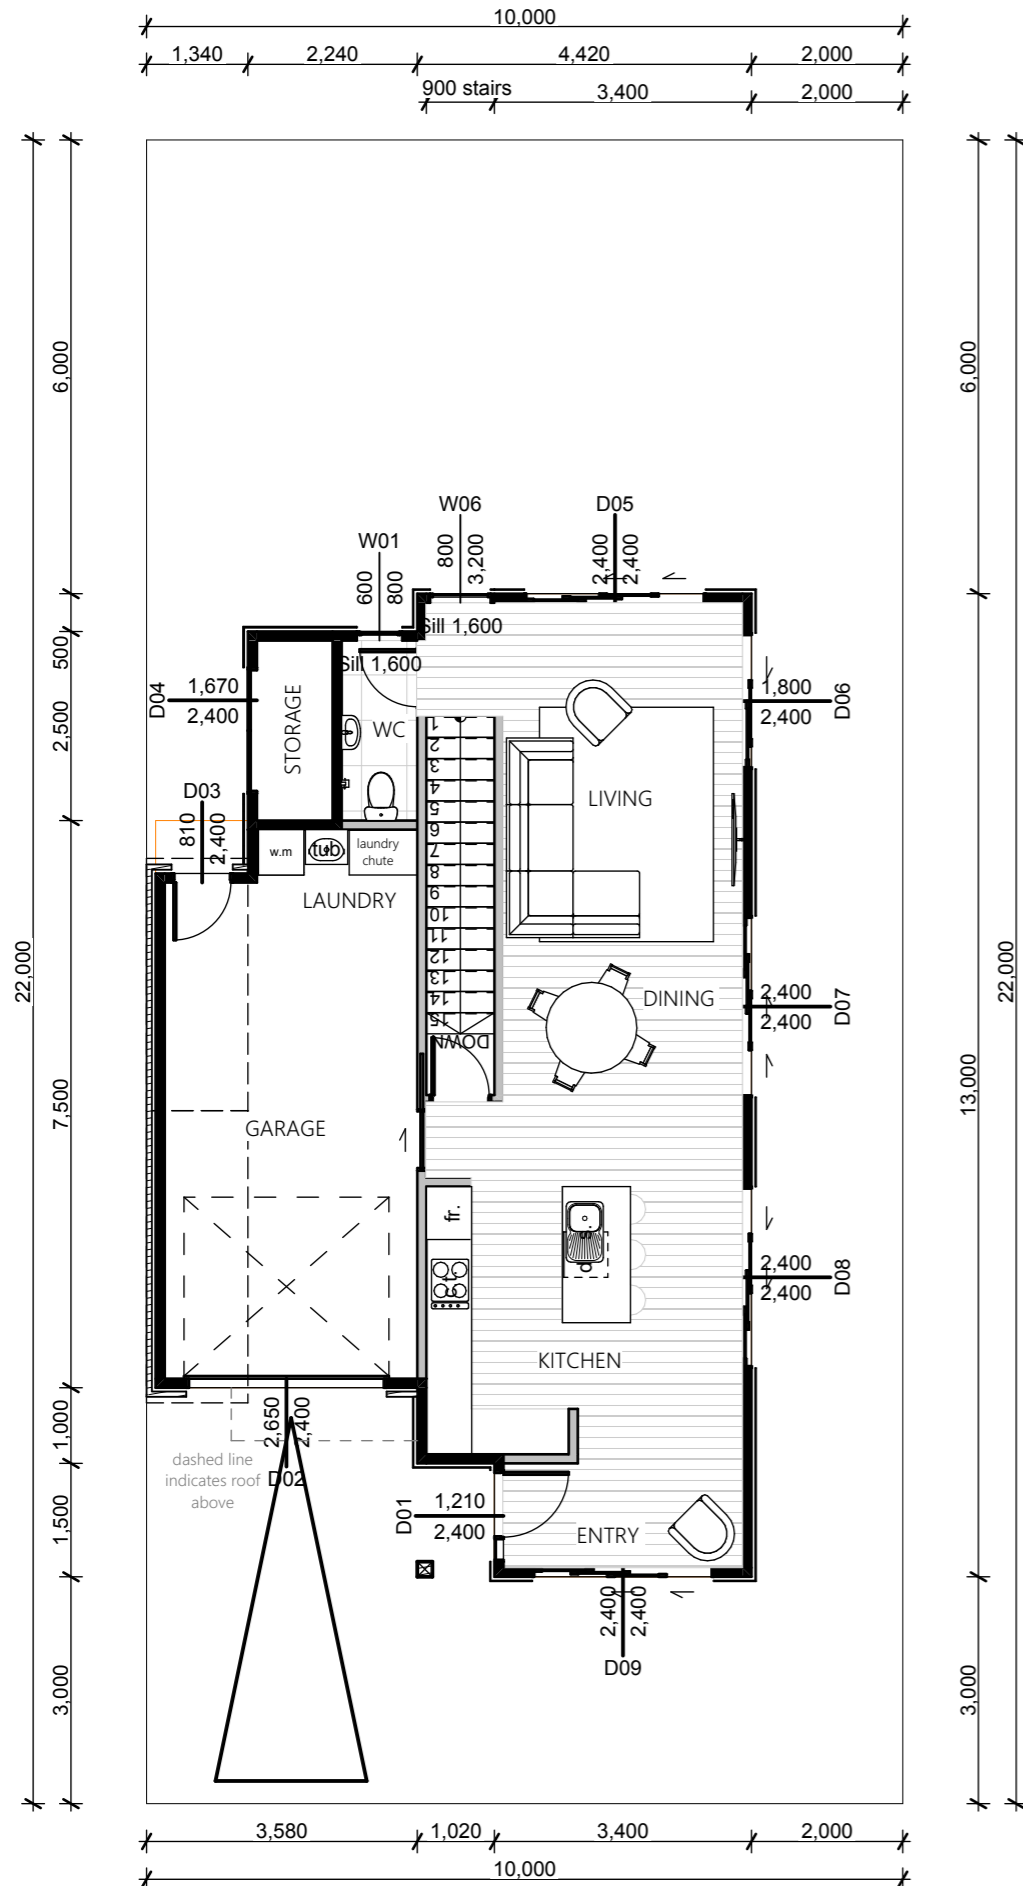 10,000
1,340
2,240
4,420
2,000
900 stairs
3,400
2,000
6,000
6,000
W06
D05
W01
800
3,200
2,400
2,400
600
800
Sill 1,600
Sill 1,600
500
D04
1,670
2,400
STORAGE
WC
1,800
2,400
D06
2,500
1
2
3
4
5
6
7
8
9
10
11
12
13
14
15
DOWN
LIVING
D03
810
2,400
w.m
tub
laundry
chute
LAUNDRY
22,000
22,000
DINING
2,400
2,400
D07
7,500
13,000
GARAGE
fr.
2,400
2,400
D08
KITCHEN
1,000
2,650
2,400
D02
dashed line
indicates roof
above
1,500
D01
1,210
2,400
ENTRY
2,400
2,400
D09
3,000
3,000
3,580
1,020
3,400
2,000
10,000